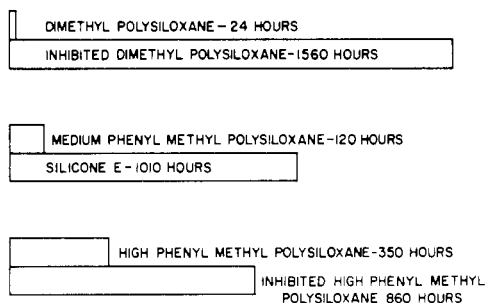 DIMETHYL POLYSILOXANE-24 HOURS
INHIBITED DIMETHYL POLYSILOXANE-1560 HOURS
MEDIUM PHENYL METHYL POLYSILOXANE-120 HOURS
SILICONE E-1010 HOURS
HIGH PHENYL METHYL POLYSILOXANE-350 HOURS
INHIBITED HIGH PHENYL METHYL
POLYSILOXANE 860 HOURS